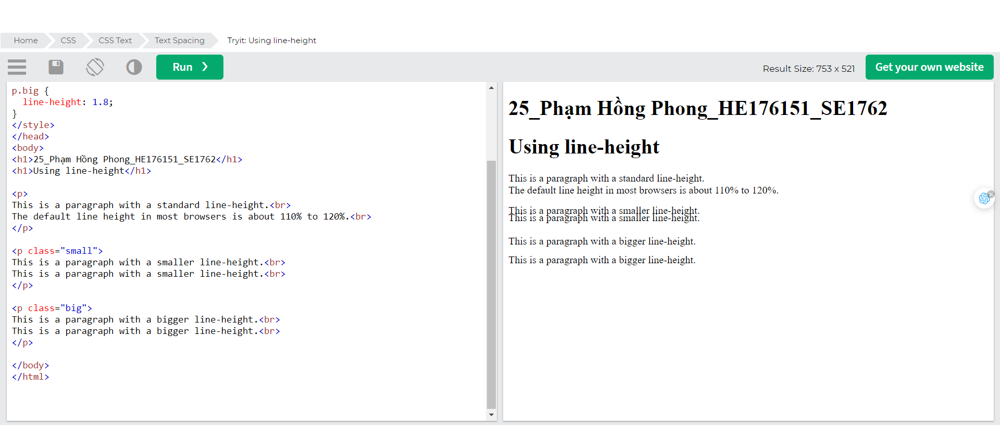 Home CSS CSS Text Text Spacing Tryit: Using line-height
Run ❯ Result Size: 753 x 521 Get your own website
p.big {
  line-height: 1.8;
}
</style>
</head>
<body>
<h1>25_Phạm Hồng Phong_HE176151_SE1762</h1>
<h1>Using line-height</h1>
<p>
This is a paragraph with a standard line-height.<br>
The default line height in most browsers is about 110% to 120%.<br>
</p>
<p class="small">
This is a paragraph with a smaller line-height.<br>
This is a paragraph with a smaller line-height.<br>
</p>
<p class="big">
This is a paragraph with a bigger line-height.<br>
This is a paragraph with a bigger line-height.<br>
</p>
</body>
</html>
25_Phạm Hồng Phong_HE176151_SE1762
Using line-height
This is a paragraph with a standard line-height.
The default line height in most browsers is about 110% to 120%.
This is a paragraph with a smaller line-height.
This is a paragraph with a smaller line-height.
This is a paragraph with a bigger line-height.
This is a paragraph with a bigger line-height.